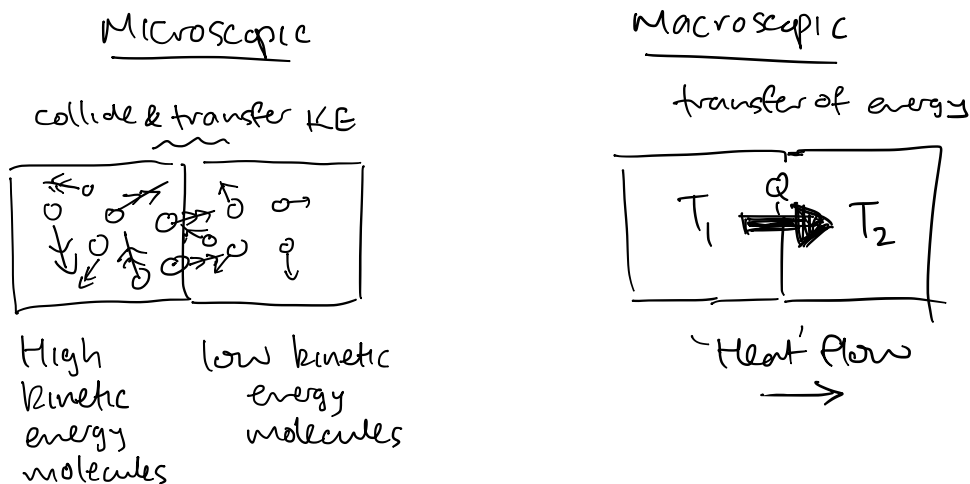 Microscopic
collide & transfer KE
High
kinetic
energy
molecules
low kinetic
energy
molecules
Macroscopic
transfer of energy
Q
T₁ T₂
'Heat' flow